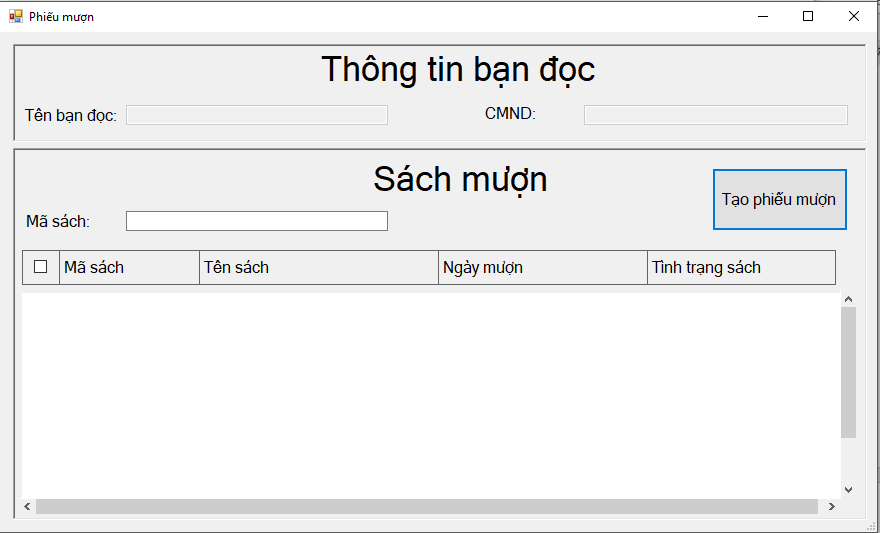 Phiếu mượn
Thông tin bạn đọc
Tên bạn đọc: CMND:
Sách mượn
Tạo phiếu mượn
Mã sách:
Mã sách Tên sách Ngày mượn Tình trạng sách